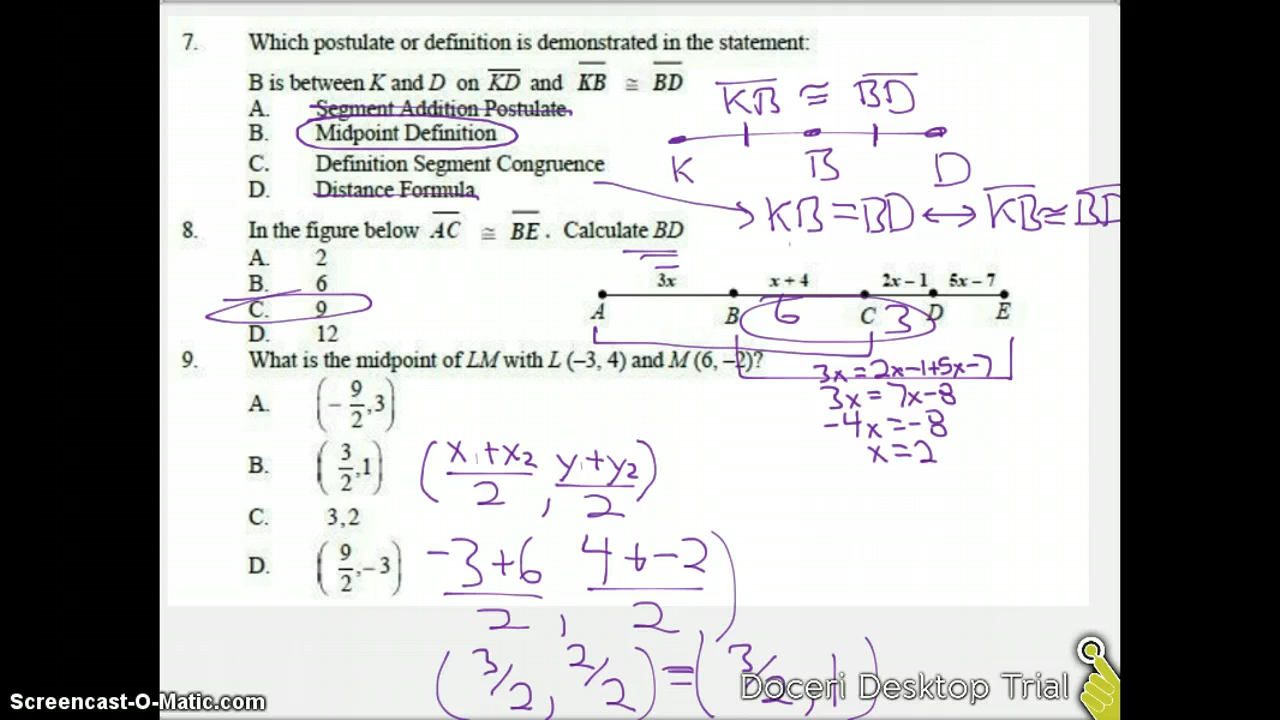 7. Which postulate or definition is demonstrated in the statement:
B is between K and D on KD and KB ≅ BD
A. Segment Addition Postulate.
B. Midpoint Definition
C. Definition Segment Congruence
D. Distance Formula
KB ≅ BD
K B D
KB = BD ↔ KB ≅ BD
8. In the figure below AC ≅ BE. Calculate BD
A. 2
B. 6
C. 9
D. 12
3x x + 4 2x – 1 5x – 7
A B C D E
6 3
3x = 2x-1+5x-7
3x = 7x-8
-4x = -8
x = 2
9. What is the midpoint of LM with L (–3, 4) and M (6, –2)?
A. (-9/2, 3)
B. (3/2, 1)
C. 3,2
D. (9/2, -3)
(x1+x2/2, y1+y2/2)
-3+6/2, 4+-2/2)
(3/2, 2/2) = (3/2, 1)
Doceri Desktop Trial
Screencast-O-Matic.com